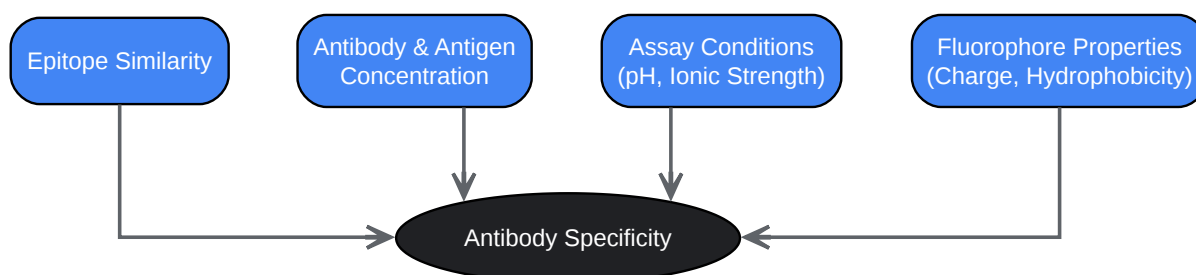 Epitope Similarity
Antibody & Antigen
Concentration
Assay Conditions
(pH, Ionic Strength)
Fluorophore Properties
(Charge, Hydrophobicity)
Antibody Specificity